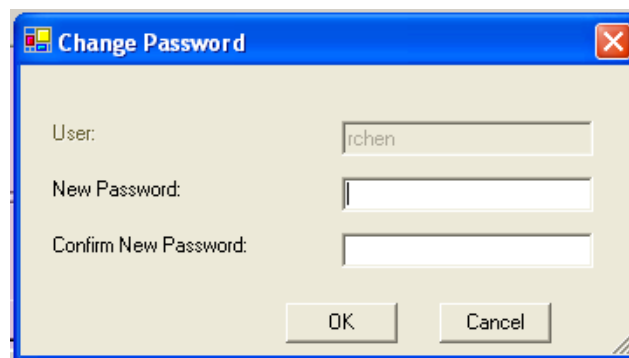 Change Password
User: rchen
New Password:
Confirm New Password:
OK Cancel